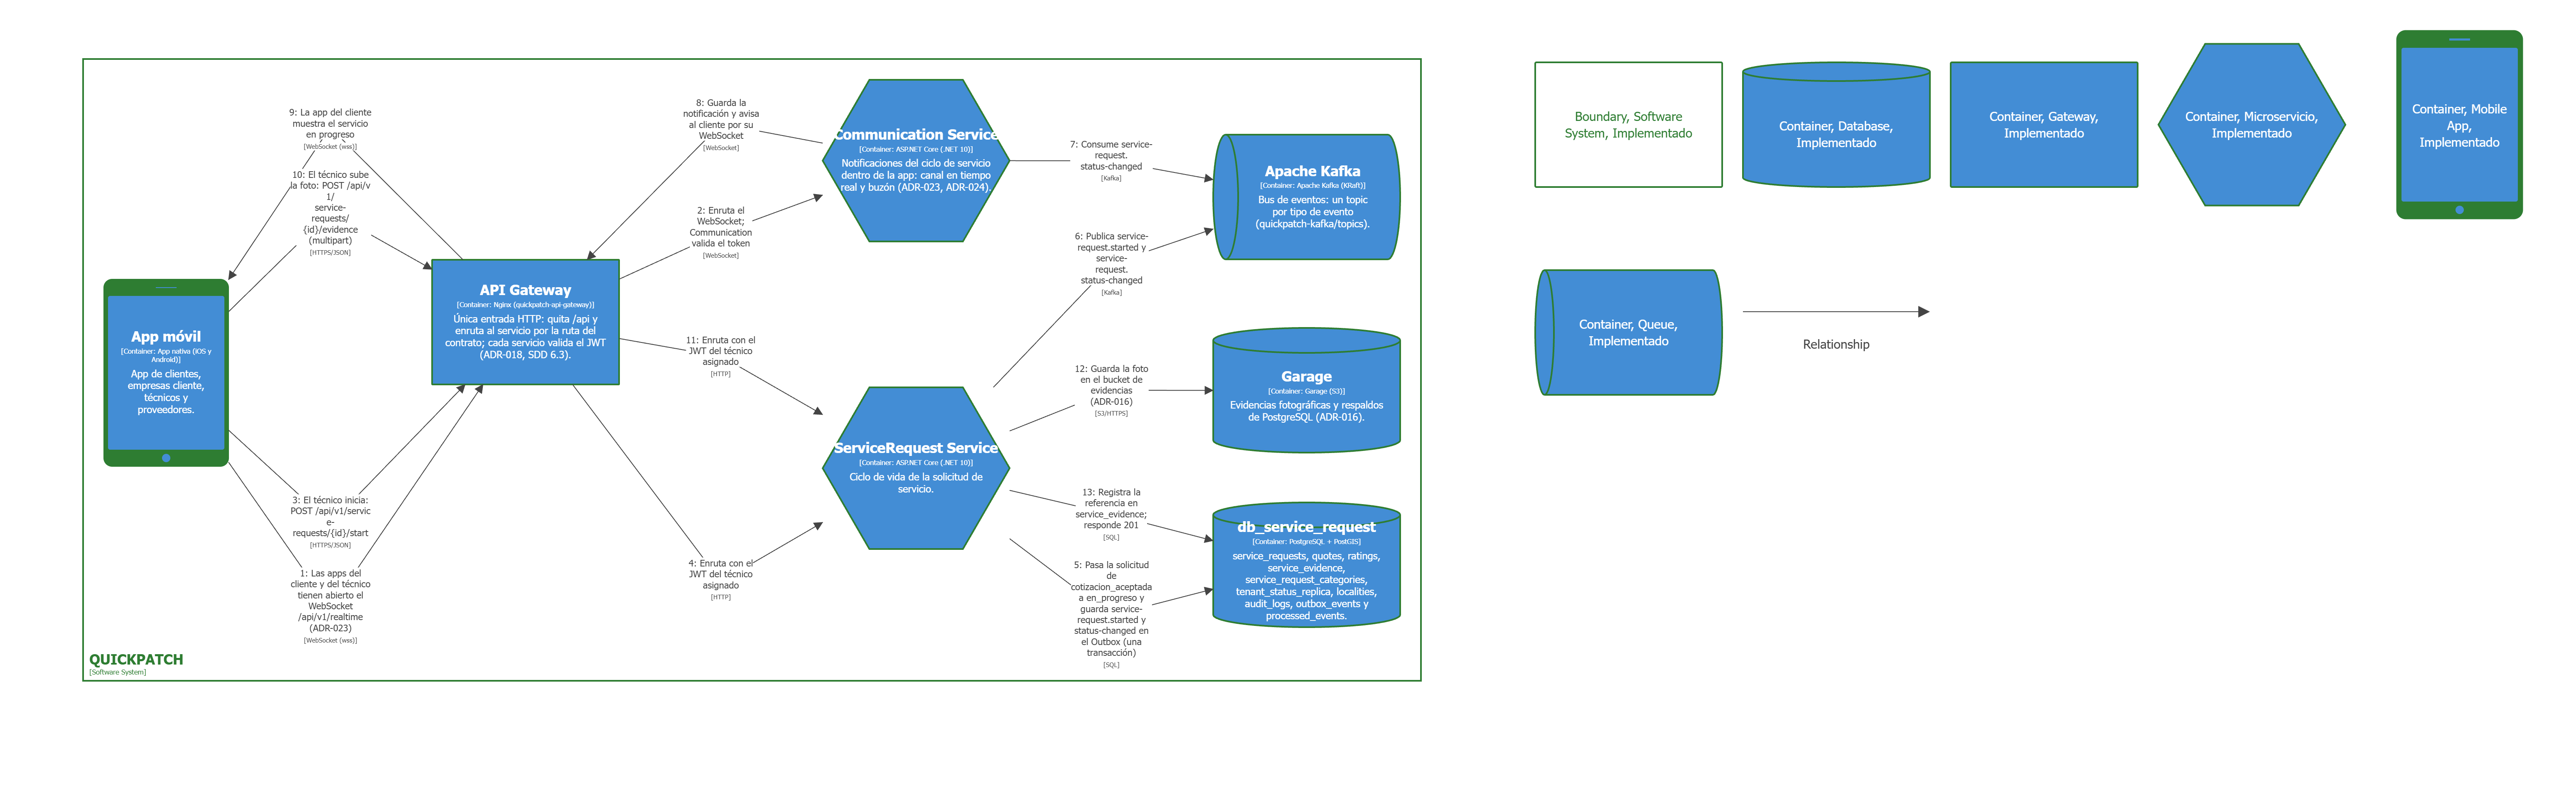 9: La app del cliente
muestra el servicio
en progreso
[WebSocket (wss)]
10: El técnico sube
la foto: POST /api/v
1/
service-
requests/
{id}/evidence
(multipart)
[HTTPS/JSON]
App móvil
[Container: App nativa (iOS y
Android)]
App de clientes,
empresas cliente,
técnicos y
proveedores.
3: El técnico inicia:
POST /api/v1/servic
e-
requests/{id}/start
[HTTPS/JSON]
1: Las apps del
cliente y del técnico
tienen abierto el
WebSocket
/api/v1/realtime
(ADR-023)
[WebSocket (wss)]
QUICKPATCH
[Software System]
API Gateway
[Container: Nginx (quickpatch-api-gateway)]
Única entrada HTTP: quita /api y
enruta al servicio por la ruta del
contrato; cada servicio valida el JWT
(ADR-018, SDD 6.3).
8: Guarda la
notificación y avisa
al cliente por su
WebSocket
[WebSocket]
2: Enruta el
WebSocket;
Communication
valida el token
[WebSocket]
11: Enruta con el
JWT del técnico
asignado
[HTTP]
4: Enruta con el
JWT del técnico
asignado
[HTTP]
Communication Service
[Container: ASP.NET Core (.NET 10)]
Notificaciones del ciclo de servicio
dentro de la app: canal en tiempo
real y buzón (ADR-023, ADR-024).
ServiceRequest Service
[Container: ASP.NET Core (.NET 10)]
Ciclo de vida de la solicitud de
servicio.
7: Consume service-
request.
status-changed
[Kafka]
6: Publica service-
request.started y
service-
request.
status-changed
[Kafka]
12: Guarda la foto
en el bucket de
evidencias
(ADR-016)
[S3/HTTPS]
13: Registra la
referencia en
service_evidence;
responde 201
[SQL]
5: Pasa la solicitud
de
cotizacion_aceptada
a en_progreso y
guarda service-
request.started y
status-changed en
el Outbox (una
transacción)
[SQL]
Apache Kafka
[Container: Apache Kafka (KRaft)]
Bus de eventos: un topic
por tipo de evento
(quickpatch-kafka/topics).
Garage
[Container: Garage (S3)]
Evidencias fotográficas y respaldos
de PostgreSQL (ADR-016).
db_service_request
[Container: PostgreSQL + PostGIS]
service_requests, quotes, ratings,
service_evidence,
service_request_categories,
tenant_status_replica, localities,
audit_logs, outbox_events y
processed_events.
Boundary, Software
System, Implementado
Container, Database,
Implementado
Container, Gateway,
Implementado
Container, Microservicio,
Implementado
Container, Mobile
App,
Implementado
Container, Queue,
Implementado
Relationship